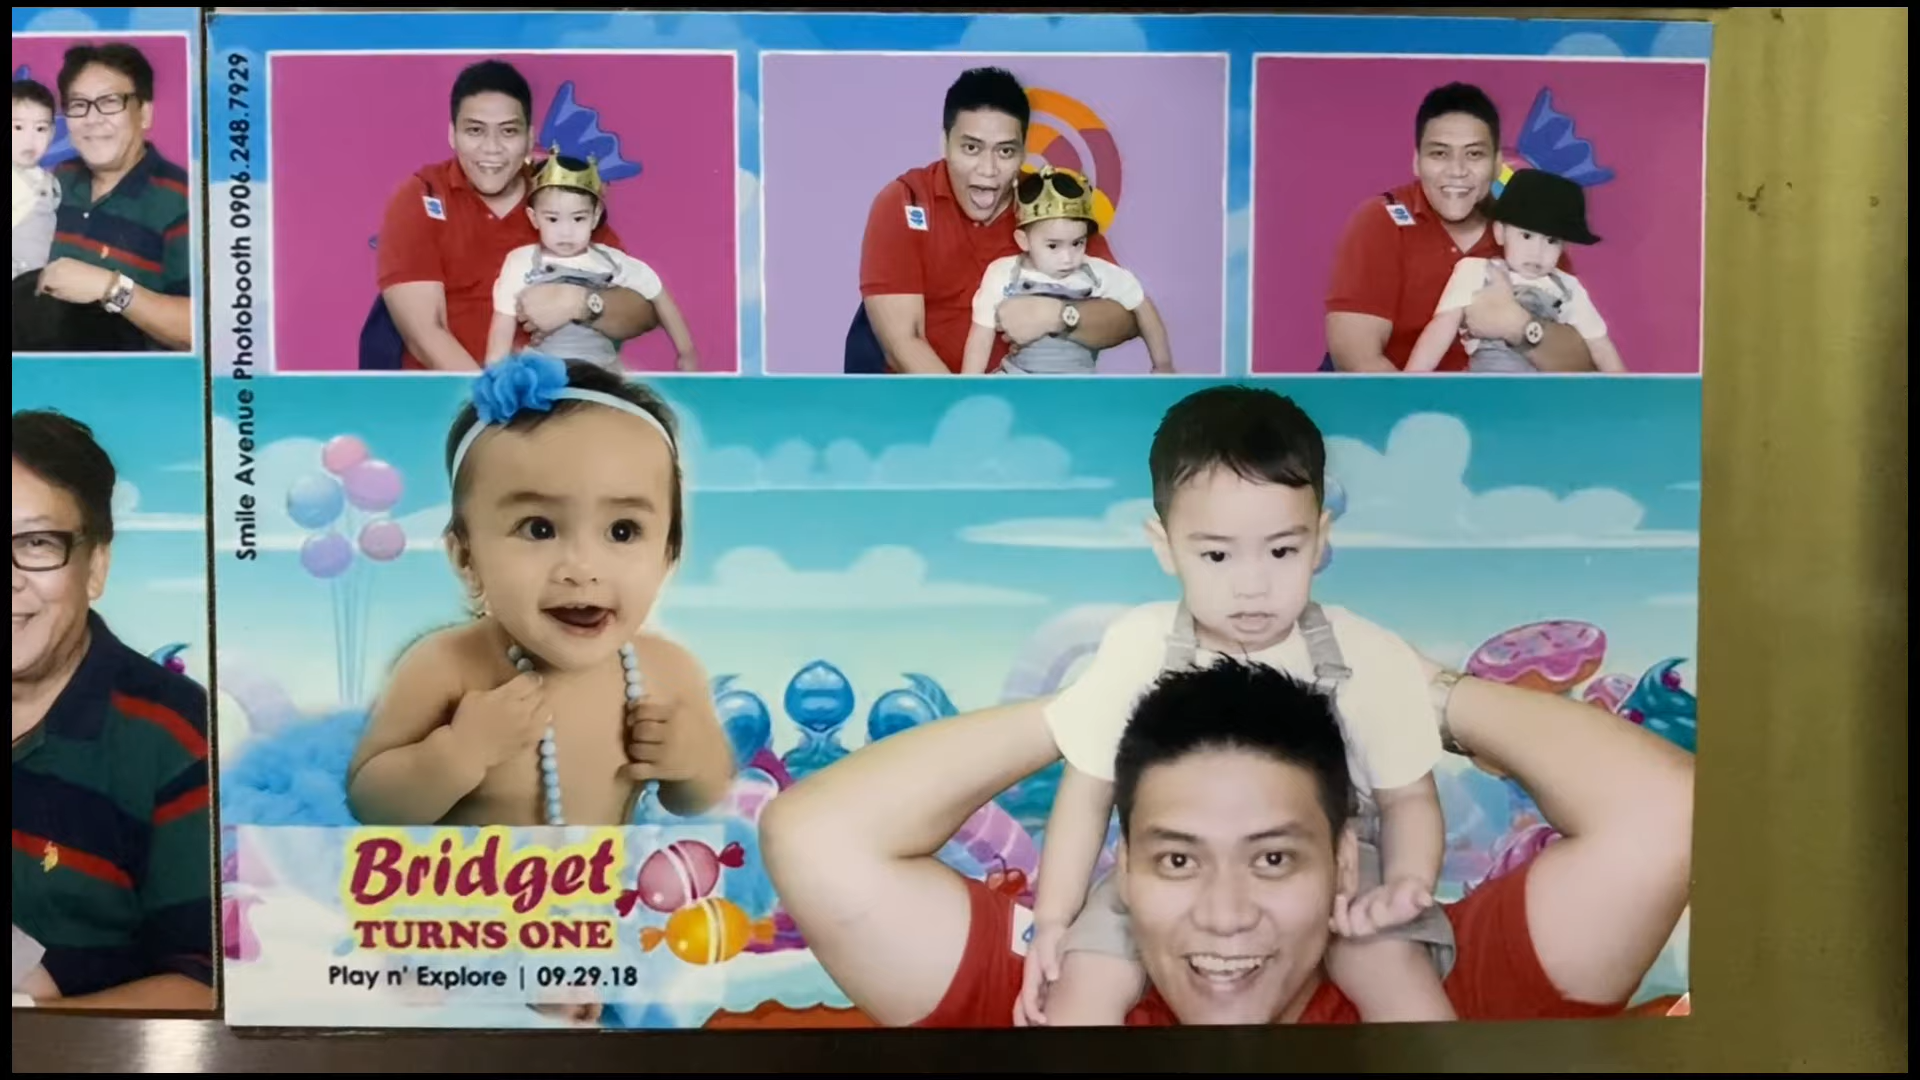 Smile Avenue Photobooth 0906.248.7929
Bridget
TURNS ONE
Play n' Explore | 09.29.18